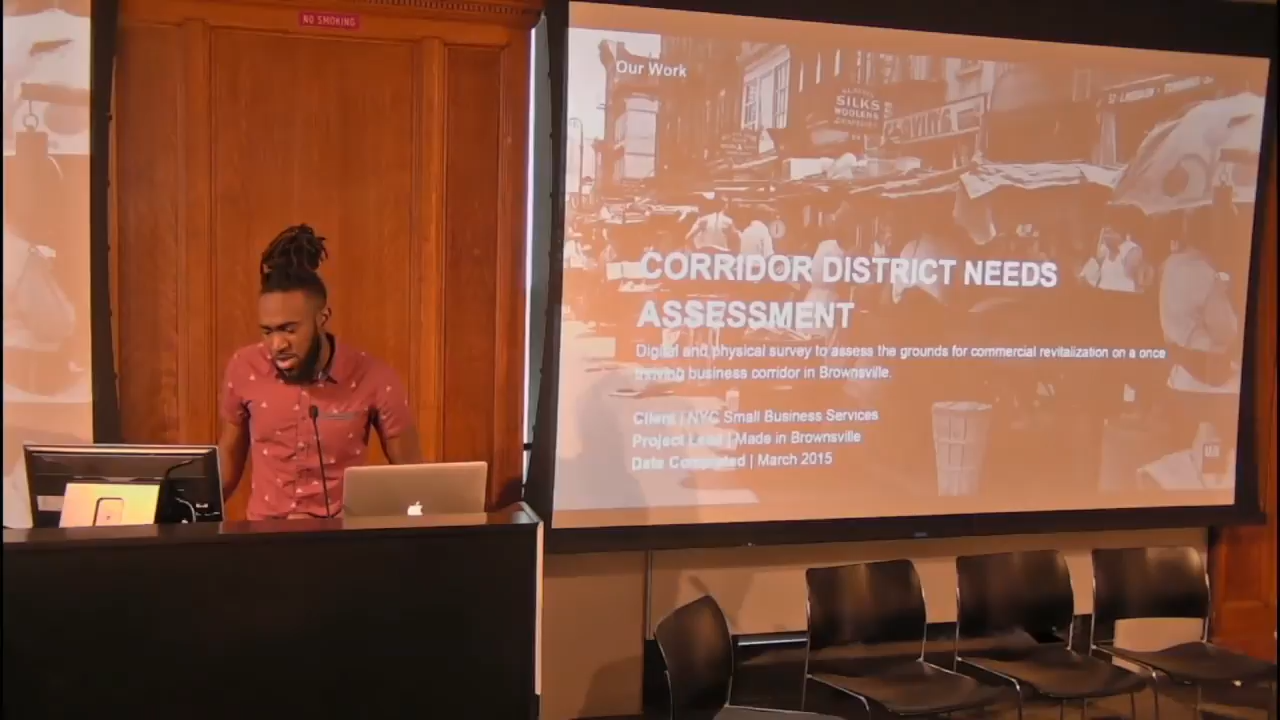 NO SMOKING
Our Work
SILKS
WOOLENS
CORRIDOR DISTRICT NEEDS
ASSESSMENT
Digital and physical survey to assess the grounds for commercial revitalization on a once
thriving business corridor in Brownsville.
Client | NYC Small Business Services
Project Lead | Made in Brownsville
Date Completed | March 2015